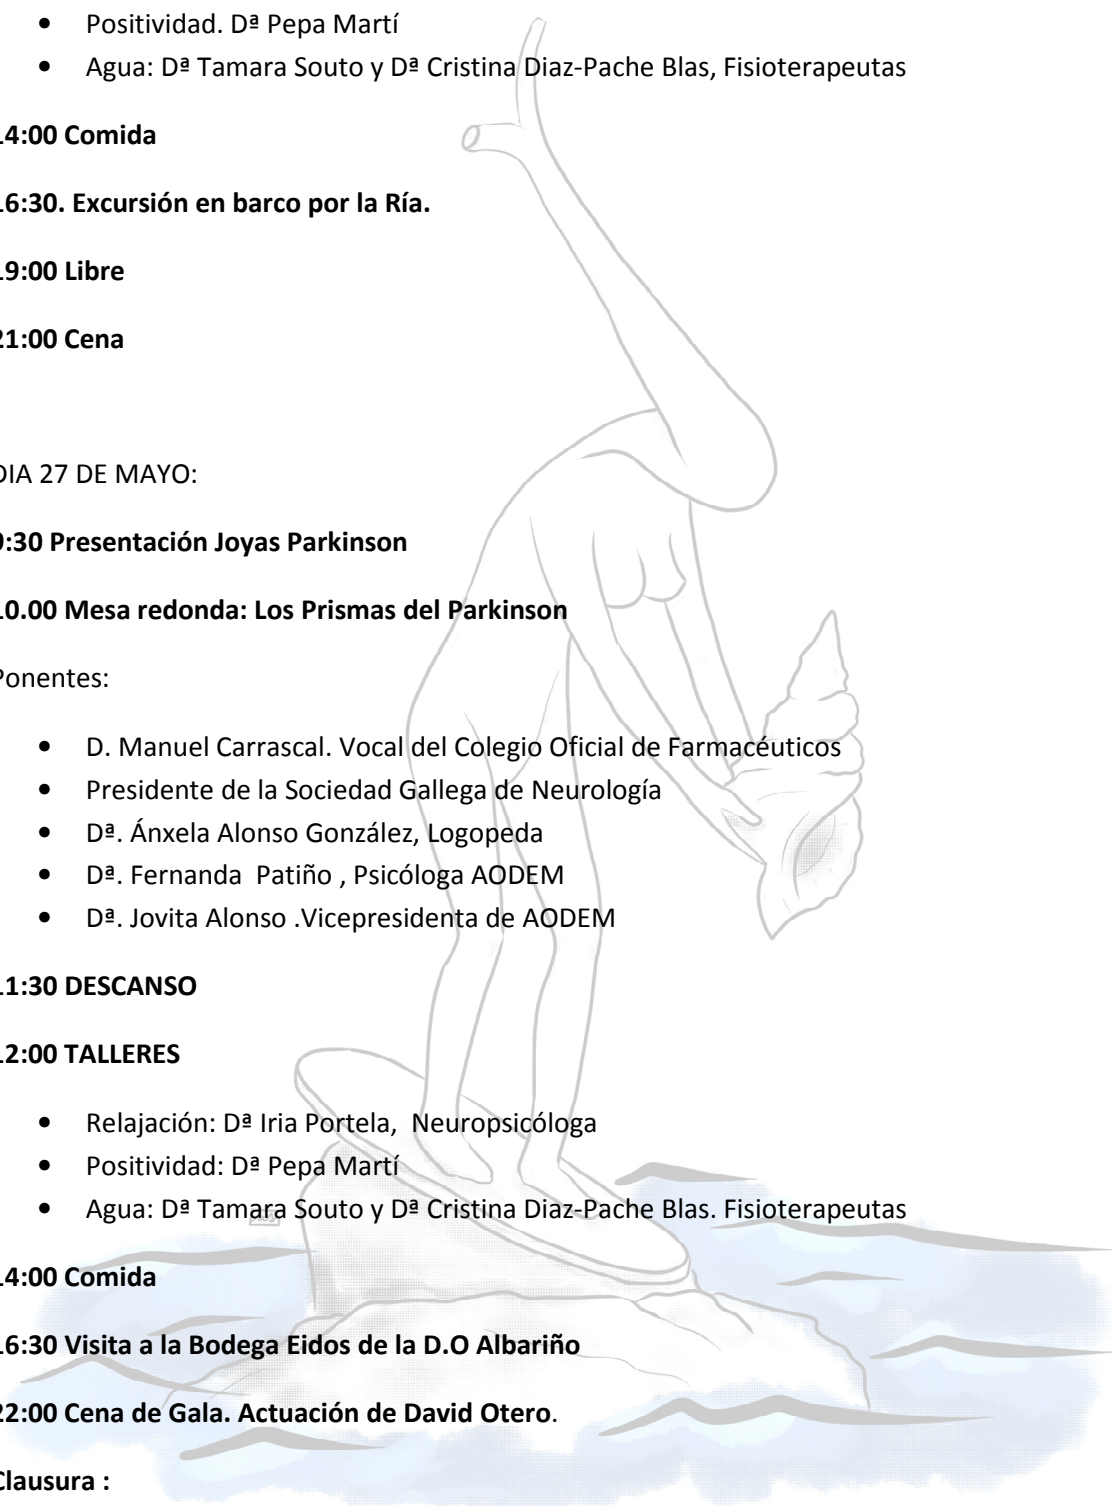 • Positividad. Dª Pepa Martí
• Agua: Dª Tamara Souto y Dª Cristina Diaz-Pache Blas, Fisioterapeutas
14:00 Comida
16:30. Excursión en barco por la Ría.
19:00 Libre
21:00 Cena
DIA 27 DE MAYO:
9:30 Presentación Joyas Parkinson
10.00 Mesa redonda: Los Prismas del Parkinson
Ponentes:
• D. Manuel Carrascal. Vocal del Colegio Oficial de Farmacéuticos
• Presidente de la Sociedad Gallega de Neurología
• Dª. Ánxela Alonso González, Logopeda
• Dª. Fernanda  Patiño , Psicóloga AODEM
• Dª. Jovita Alonso .Vicepresidenta de AODEM
11:30 DESCANSO
12:00 TALLERES
• Relajación: Dª Iria Portela,  Neuropsicóloga
• Positividad: Dª Pepa Martí
• Agua: Dª Tamara Souto y Dª Cristina Diaz-Pache Blas. Fisioterapeutas
14:00 Comida
16:30 Visita a la Bodega Eidos de la D.O Albariño
22:00 Cena de Gala. Actuación de David Otero.
Clausura :